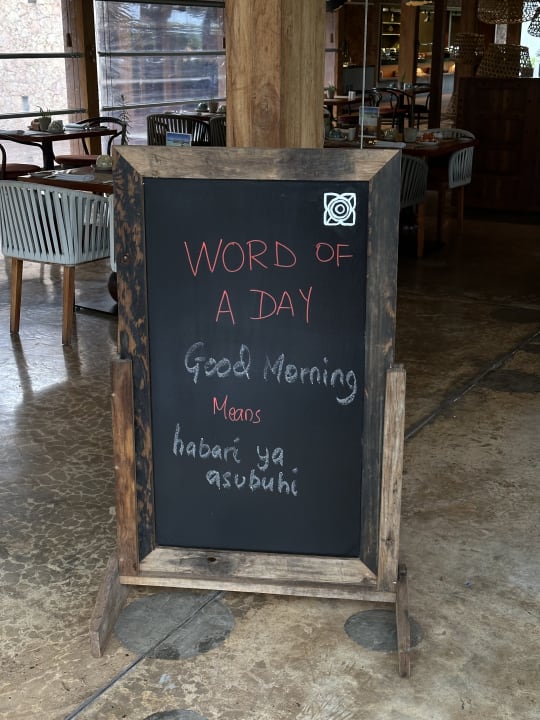 WORD OF
A DAY
Good Morning
Means
habari ya
asubuhi